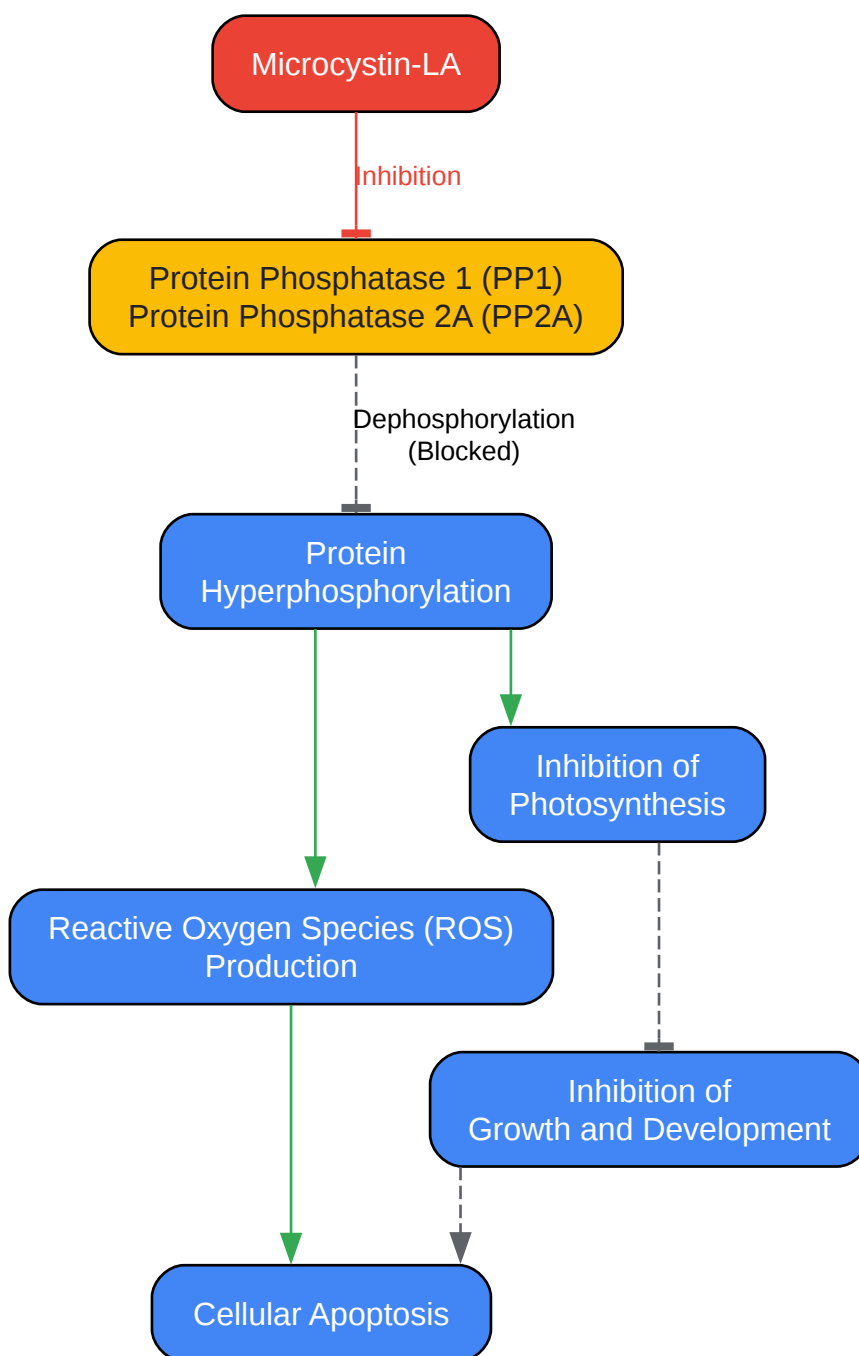 Microcystin-LA
Inhibition
Protein Phosphatase 1 (PP1)
Protein Phosphatase 2A (PP2A)
Dephosphorylation
(Blocked)
Protein
Hyperphosphorylation
Inhibition of
Photosynthesis
Reactive Oxygen Species (ROS)
Production
Inhibition of
Growth and Development
Cellular Apoptosis